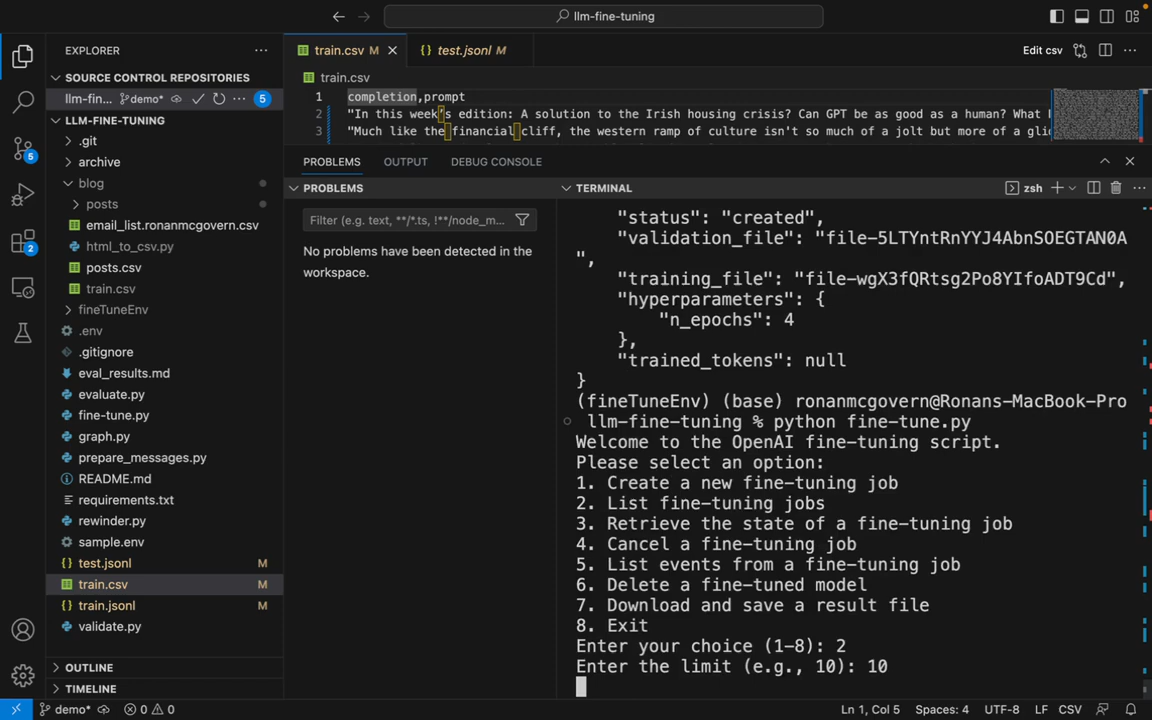 llm-fine-tuning
EXPLORER
SOURCE CONTROL REPOSITORIES
llm-fin... demo* 5
LLM-FINE-TUNING
.git
archive
blog
posts
email_list.ronanmcgovern.csv
html_to_csv.py
posts.csv
train.csv
fineTuneEnv
.env
.gitignore
eval_results.md
evaluate.py
fine-tune.py
graph.py
prepare_messages.py
README.md
requirements.txt
rewinder.py
sample.env
test.jsonl M
train.csv M
train.jsonl M
validate.py
OUTLINE
TIMELINE
5
2
train.csv M
test.jsonl M
Edit csv
train.csv
1 completion,prompt
2 "In this week's edition: A solution to the Irish housing crisis? Can GPT be as good as a human? What
3 "Much like the financial cliff, the western ramp of culture isn't so much of a jolt but more of a
PROBLEMS OUTPUT DEBUG CONSOLE
PROBLEMS
Filter (e.g. text, **/*.ts, !**/node_m...
No problems have been detected in the
workspace.
TERMINAL
zsh
"status": "created",
"validation_file": "file-5LTYntRnYYJ4AbnSOEGTAN0A
",
"training_file": "file-wgX3fQRtsg2Po8YIfoADT9Cd",
"hyperparameters": {
"n_epochs": 4
},
"trained_tokens": null
}
(fineTuneEnv) (base) ronanmcgovern@Ronans-MacBook-Pro
llm-fine-tuning % python fine-tune.py
Welcome to the OpenAI fine-tuning script.
Please select an option:
1. Create a new fine-tuning job
2. List fine-tuning jobs
3. Retrieve the state of a fine-tuning job
4. Cancel a fine-tuning job
5. List events from a fine-tuning job
6. Delete a fine-tuned model
7. Download and save a result file
8. Exit
Enter your choice (1-8): 2
Enter the limit (e.g., 10): 10
demo* 0 0
Ln 1, Col 5 Spaces: 4 UTF-8 LF CSV